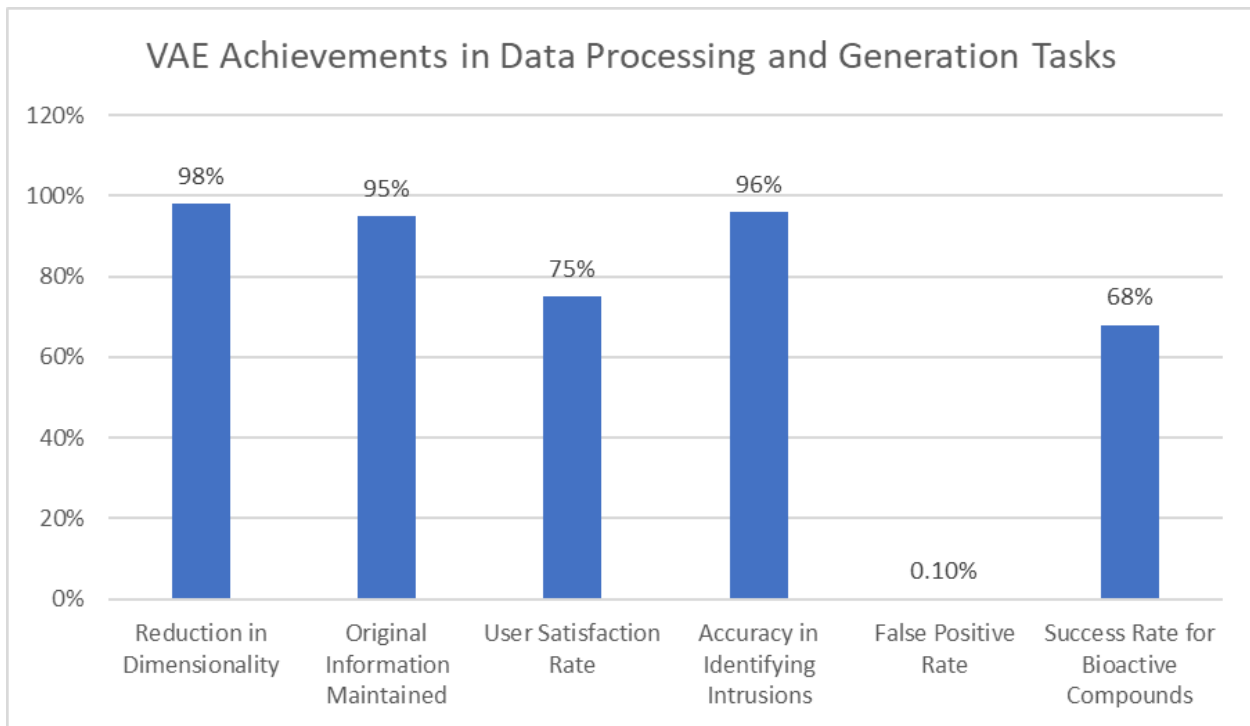 VAE Achievements in Data Processing and Generation Tasks
120%
100%
80%
60%
40%
20%
0%
98%
95%
75%
96%
0.10%
68%
Reduction in
Dimensionality
Original
Information
Maintained
User Satisfaction
Rate
Accuracy in
Identifying
Intrusions
False Positive
Rate
Success Rate for
Bioactive
Compounds